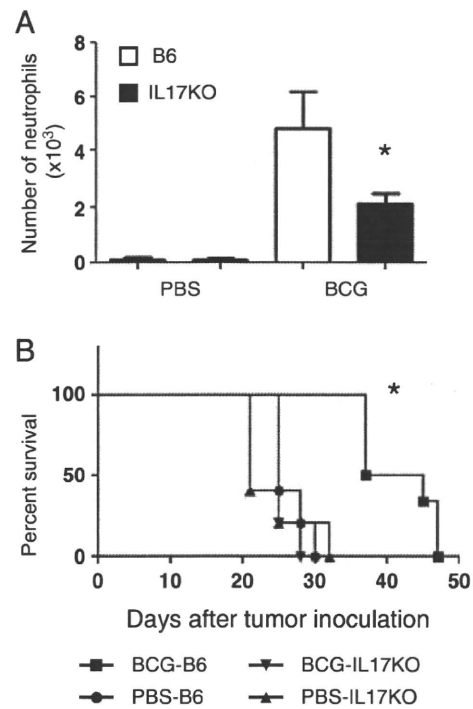 A
Number of neutrophils
(x10³)
8
6
4
2
0
B6
IL17KO
*
PBS
BCG
B
Percent survival
100
50
0
*
0 10 20 30 40 50
Days after tumor inoculation
BCG-B6 BCG-IL17KO
PBS-B6 PBS-IL17KO